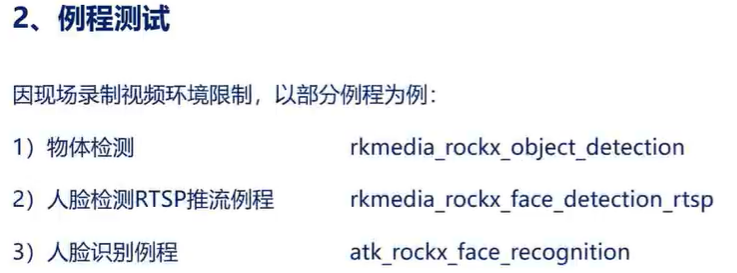 2、例程测试
因现场录制视频环境限制，以部分例程为例：
1）物体检测 rkmedia_rockx_object_detection
2）人脸检测RTSP推流例程 rkmedia_rockx_face_detection_rtsp
3）人脸识别例程 atk_rockx_face_recognition